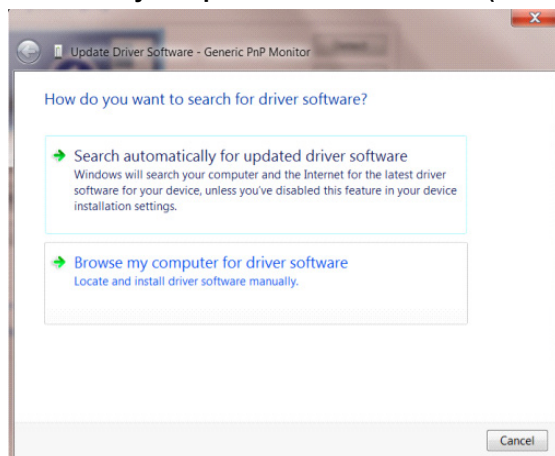 Update Driver Software - Generic PnP Monitor
How do you want to search for driver software?
Search automatically for updated driver software
Windows will search your computer and the Internet for the latest driver
software for your device, unless you've disabled this feature in your device
installation settings.
Browse my computer for driver software
Locate and install driver software manually.
Cancel